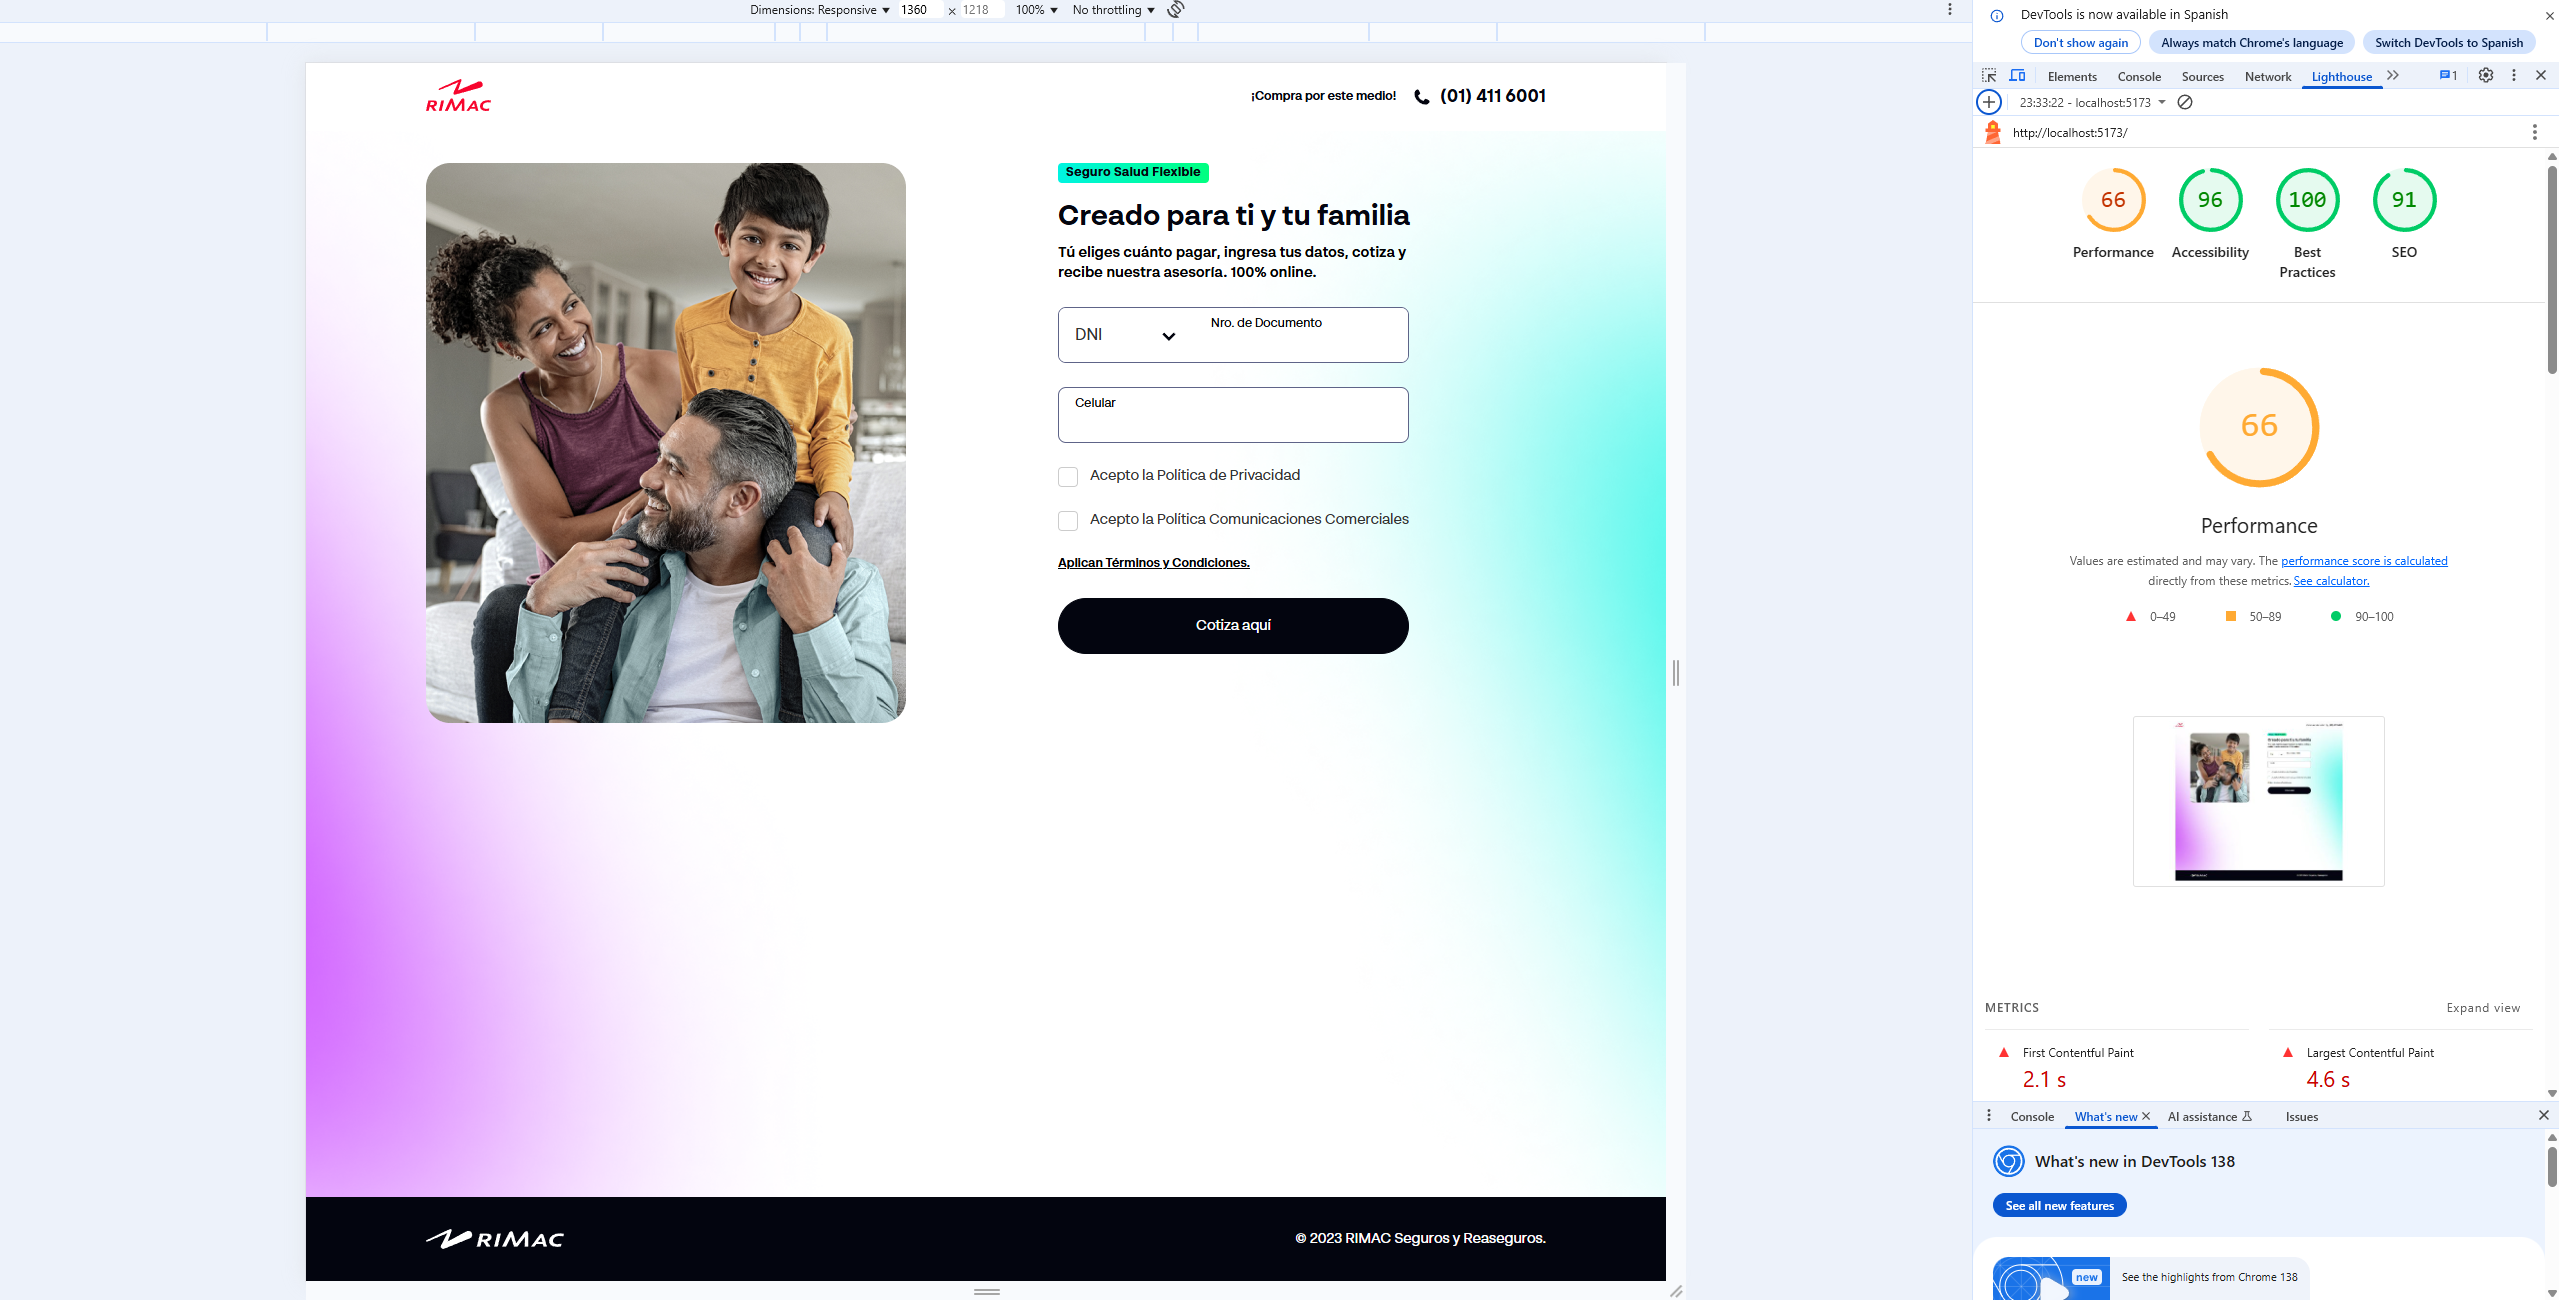 Dimensions: Responsive 1360 × 1218 100% No throttling
RIMAC
¡Compra por este medio! (01) 411 6001
Seguro Salud Flexible
Creado para ti y tu familia
Tú eliges cuánto pagar, ingresa tus datos, cotiza y
recibe nuestra asesoría. 100% online.
DNI
Nro. de Documento
Celular
Acepto la Política de Privacidad
Acepto la Política Comunicaciones Comerciales
Aplican Términos y Condiciones.
Cotiza aquí
RIMAC
© 2023 RIMAC Seguros y Reaseguros.
DevTools is now available in Spanish
Don't show again Always match Chrome's language Switch DevTools to Spanish
Elements Console Sources Network Lighthouse 1
23:33:22 - localhost:5173
http://localhost:5173/
66 96 100 91
Performance Accessibility Best Practices SEO
66
Performance
Values are estimated and may vary. The performance score is calculated
directly from these metrics. See calculator.
0–49 50–89 90–100
METRICS Expand view
First Contentful Paint Largest Contentful Paint
2.1 s 4.6 s
Console What's new AI assistance Issues
What's new in DevTools 138
See all new features
new See the highlights from Chrome 138